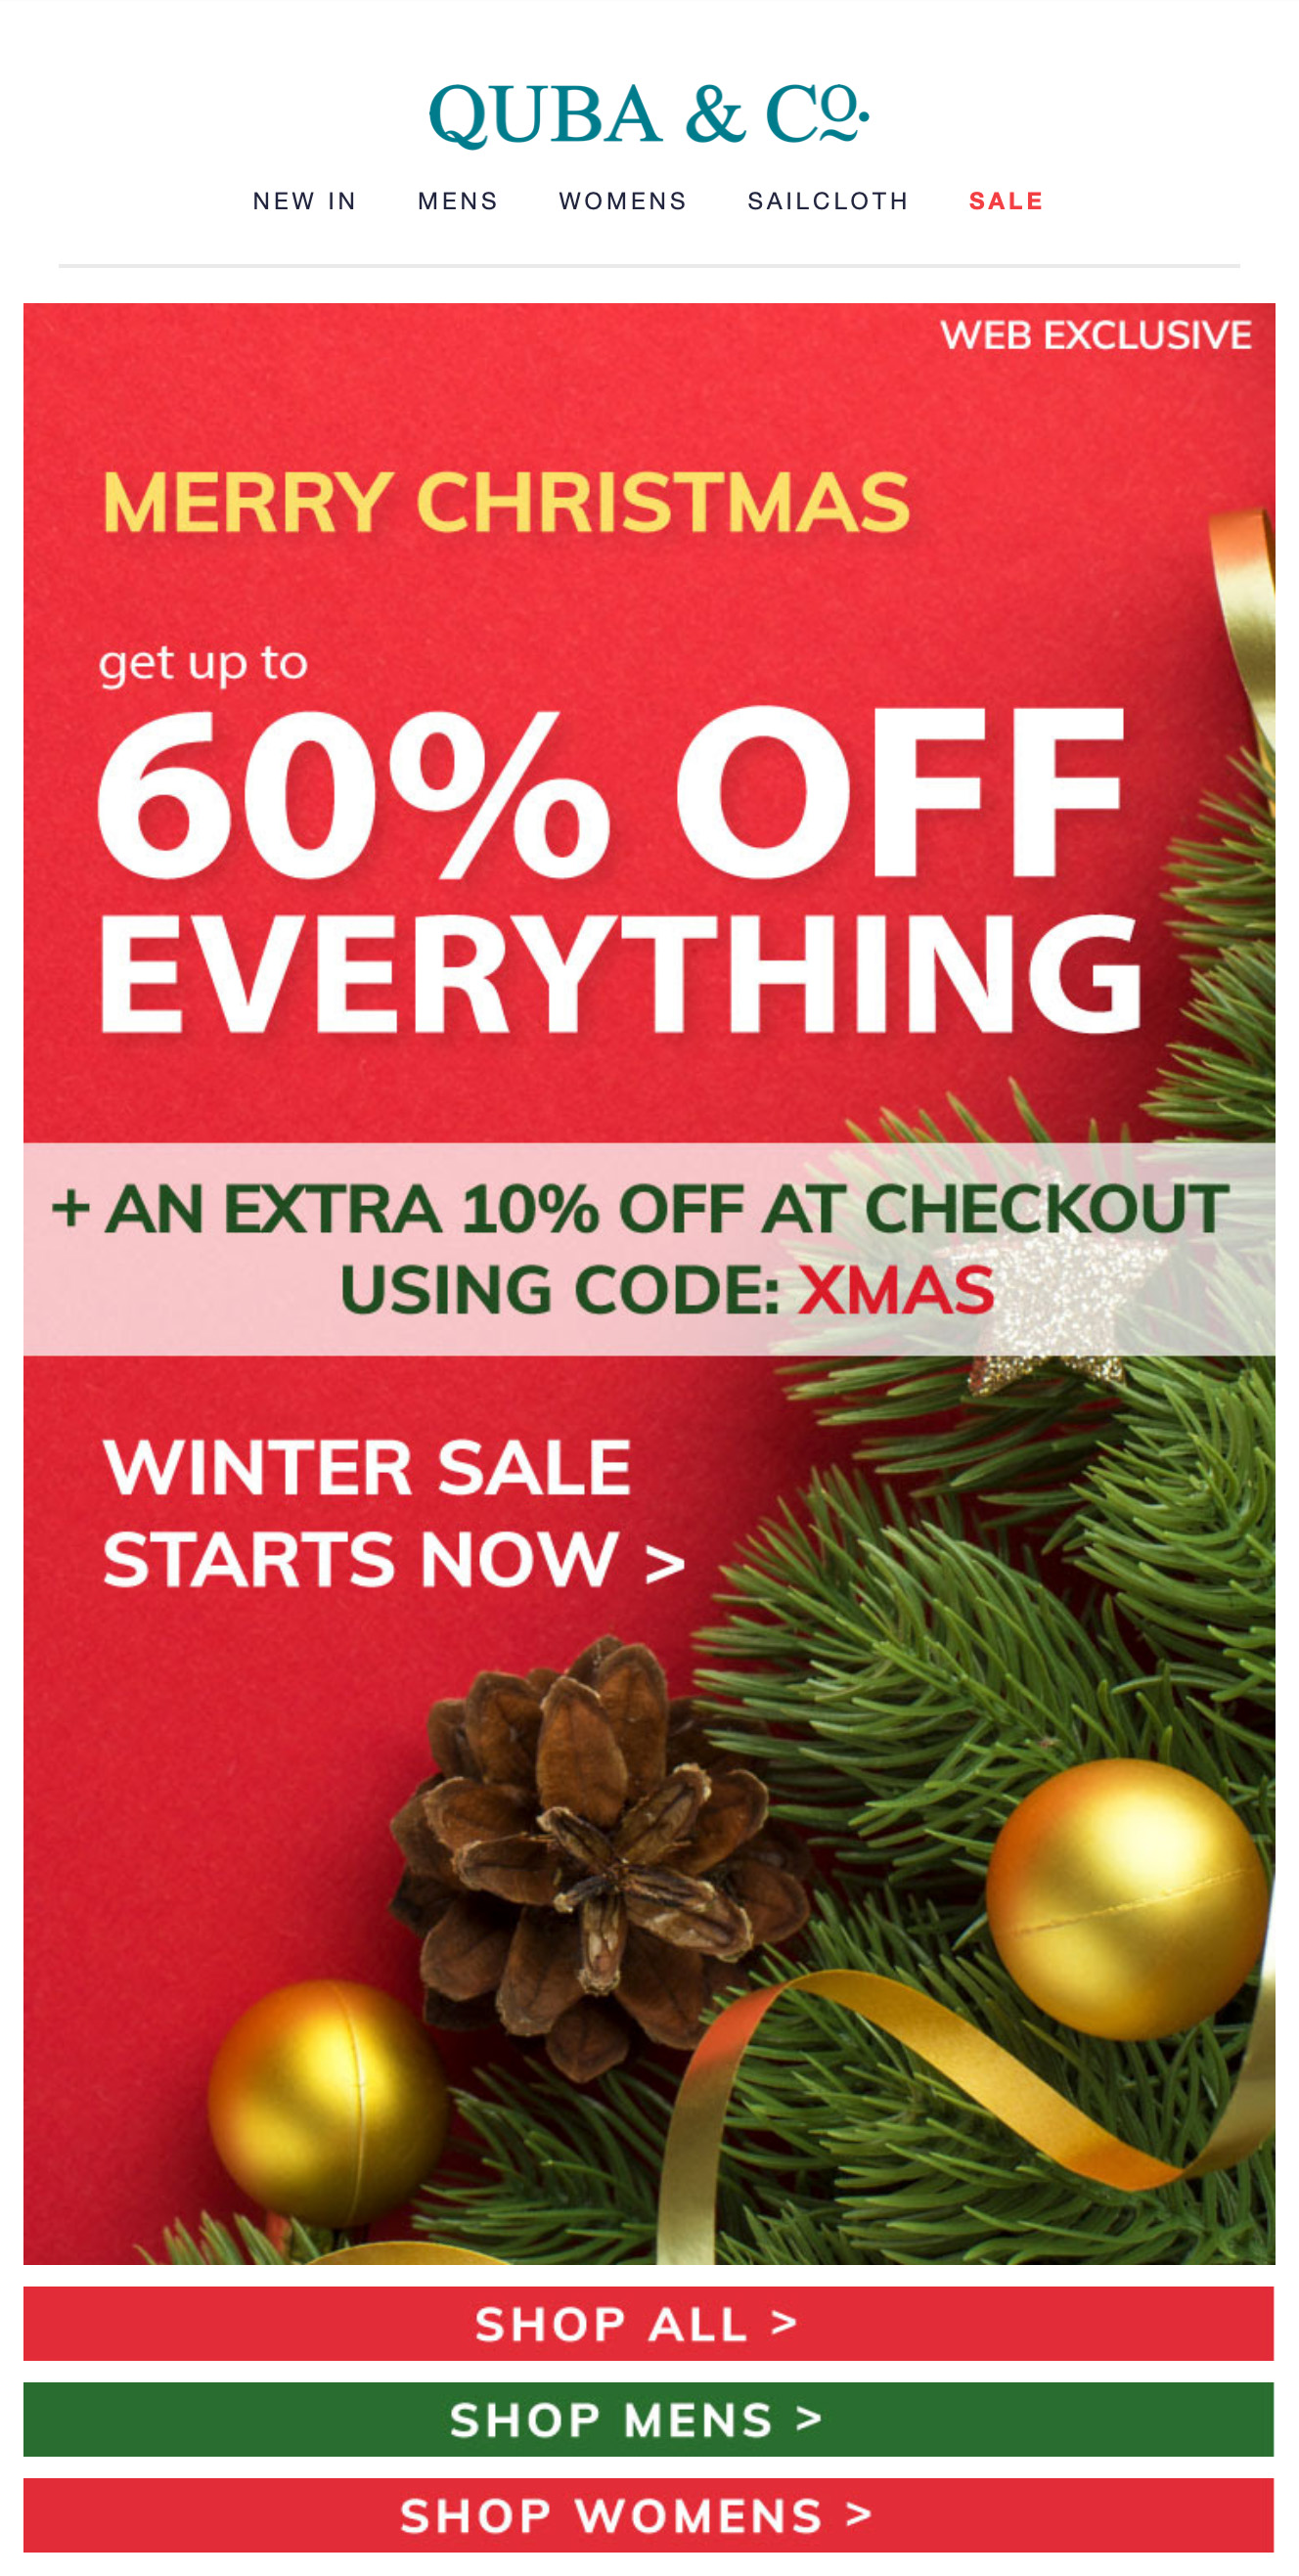 QUBA & Co.
NEW IN MENS WOMENS SAILCLOTH SALE
WEB EXCLUSIVE
MERRY CHRISTMAS
get up to
60% OFF
EVERYTHING
+ AN EXTRA 10% OFF AT CHECKOUT
USING CODE: XMAS
WINTER SALE
STARTS NOW >
SHOP ALL >
SHOP MENS >
SHOP WOMENS >